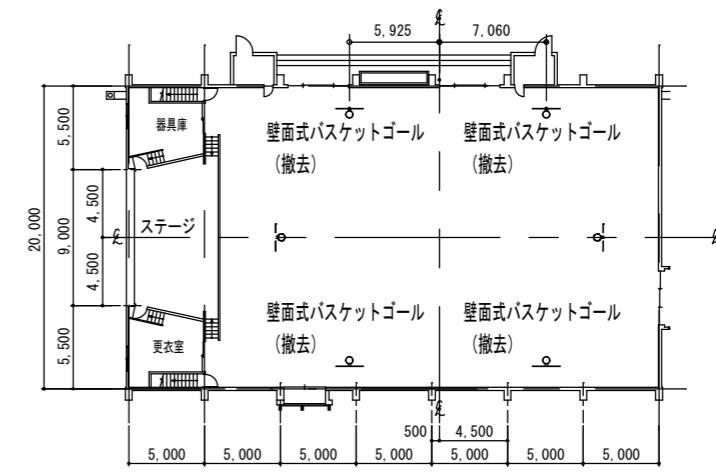 ℄
5,925
7,060
器具庫
壁面式バスケットゴール
(撤去)
壁面式バスケットゴール
(撤去)
5,500
4,500
20,000
9,000
℄
ステージ
℄
4,500
壁面式バスケットゴール
(撤去)
壁面式バスケットゴール
(撤去)
5,500
更衣室
℄
500
4,500
5,000
5,000
5,000
5,000
5,000
5,000
5,000